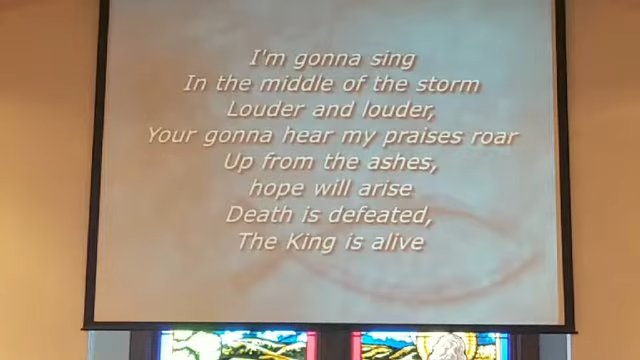 I'm gonna sing
In the middle of the storm
Louder and louder,
Your gonna hear my praises roar
Up from the ashes,
hope will arise
Death is defeated,
The King is alive